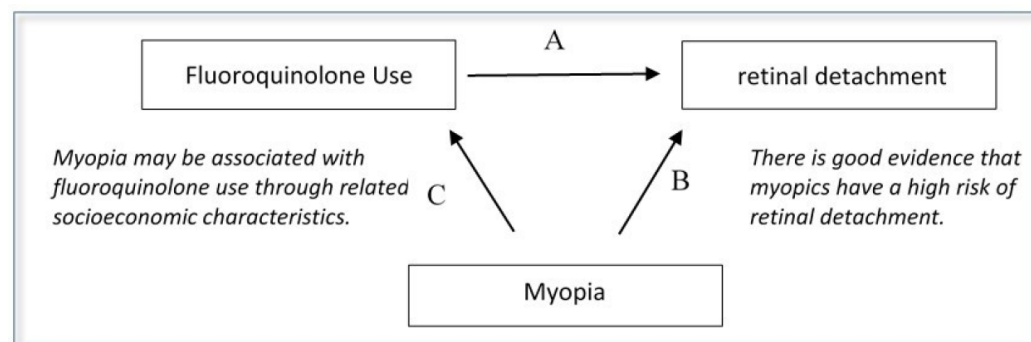 A
Fluoroquinolone Use
retinal detachment
Myopia may be associated with
fluoroquinolone use through related
socioeconomic characteristics.
C
B
There is good evidence that
myopics have a high risk of
retinal detachment.
Myopia